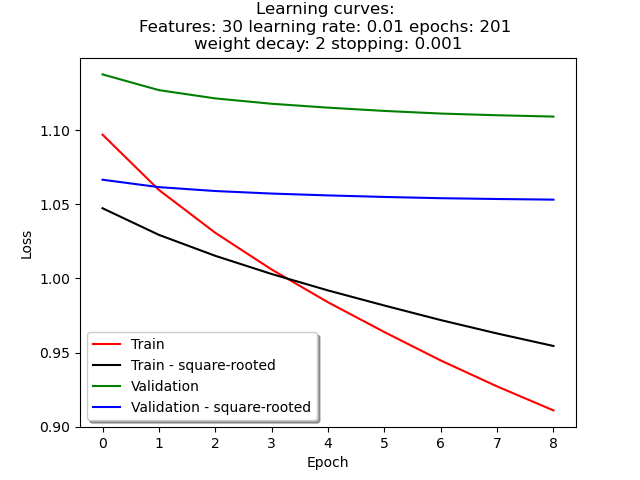 Learning curves:
Features: 30 learning rate: 0.01 epochs: 201
weight decay: 2 stopping: 0.001
1.10
1.05
1.00
0.95
0.90
Loss
Train
Train - square-rooted
Validation
Validation - square-rooted
0 1 2 3 4 5 6 7 8
Epoch